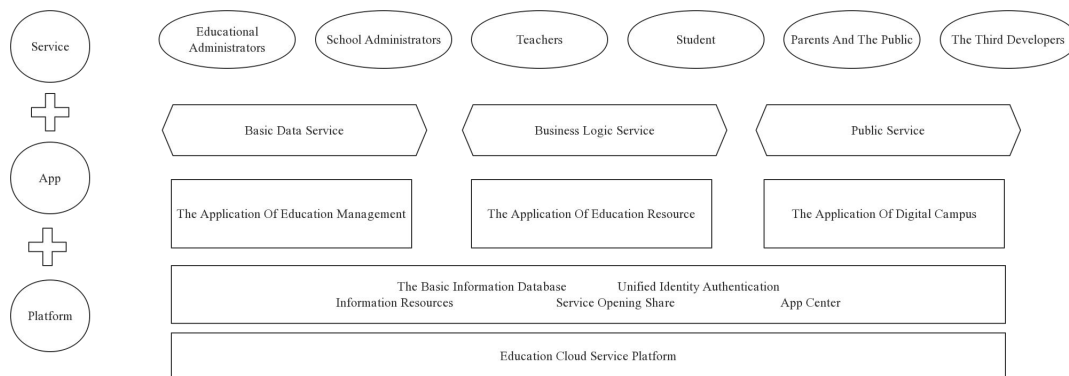 Service
Educational
Administrators
School Administrators
Teachers
Student
Parents And The Public
The Third Developers
Basic Data Service
Business Logic Service
Public Service
App
The Application Of Education Management
The Application Of Education Resource
The Application Of Digital Campus
Platform
The Basic Information Database
Unified Identity Authentication
Information Resources
Service Opening Share
App Center
Education Cloud Service Platform